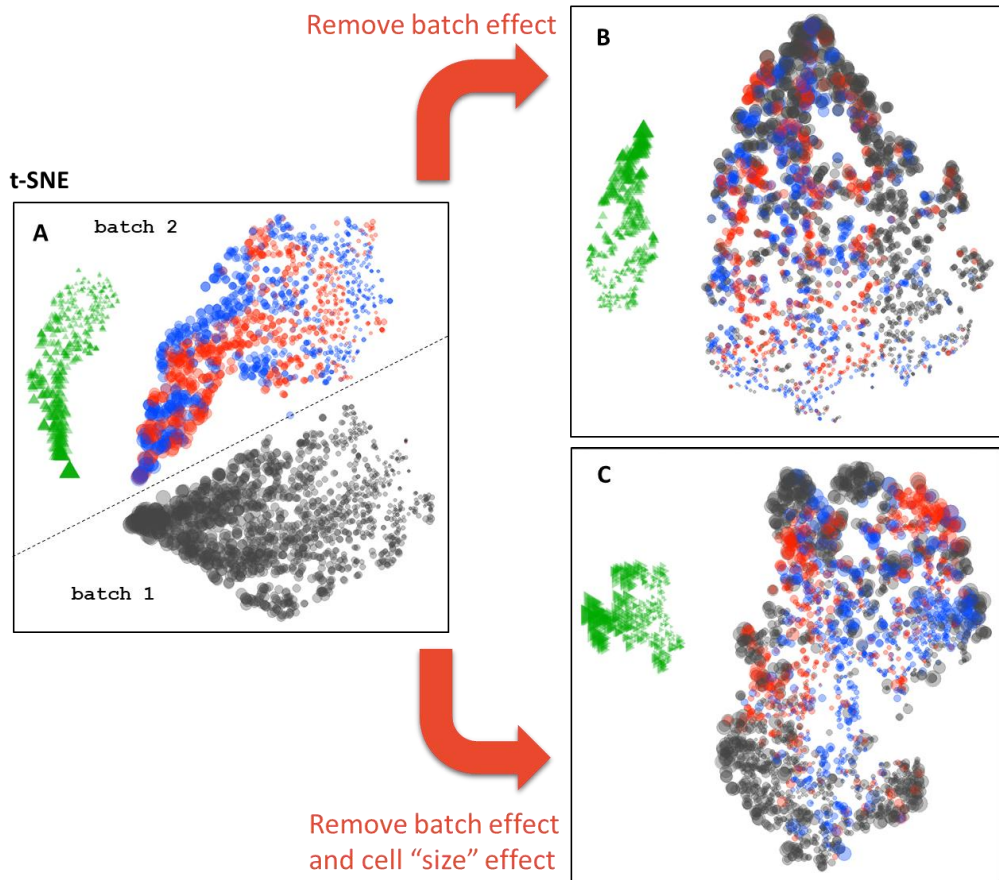 Remove batch effect
B
t-SNE
A
batch 2
batch 1
C
Remove batch effect
and cell “size” effect